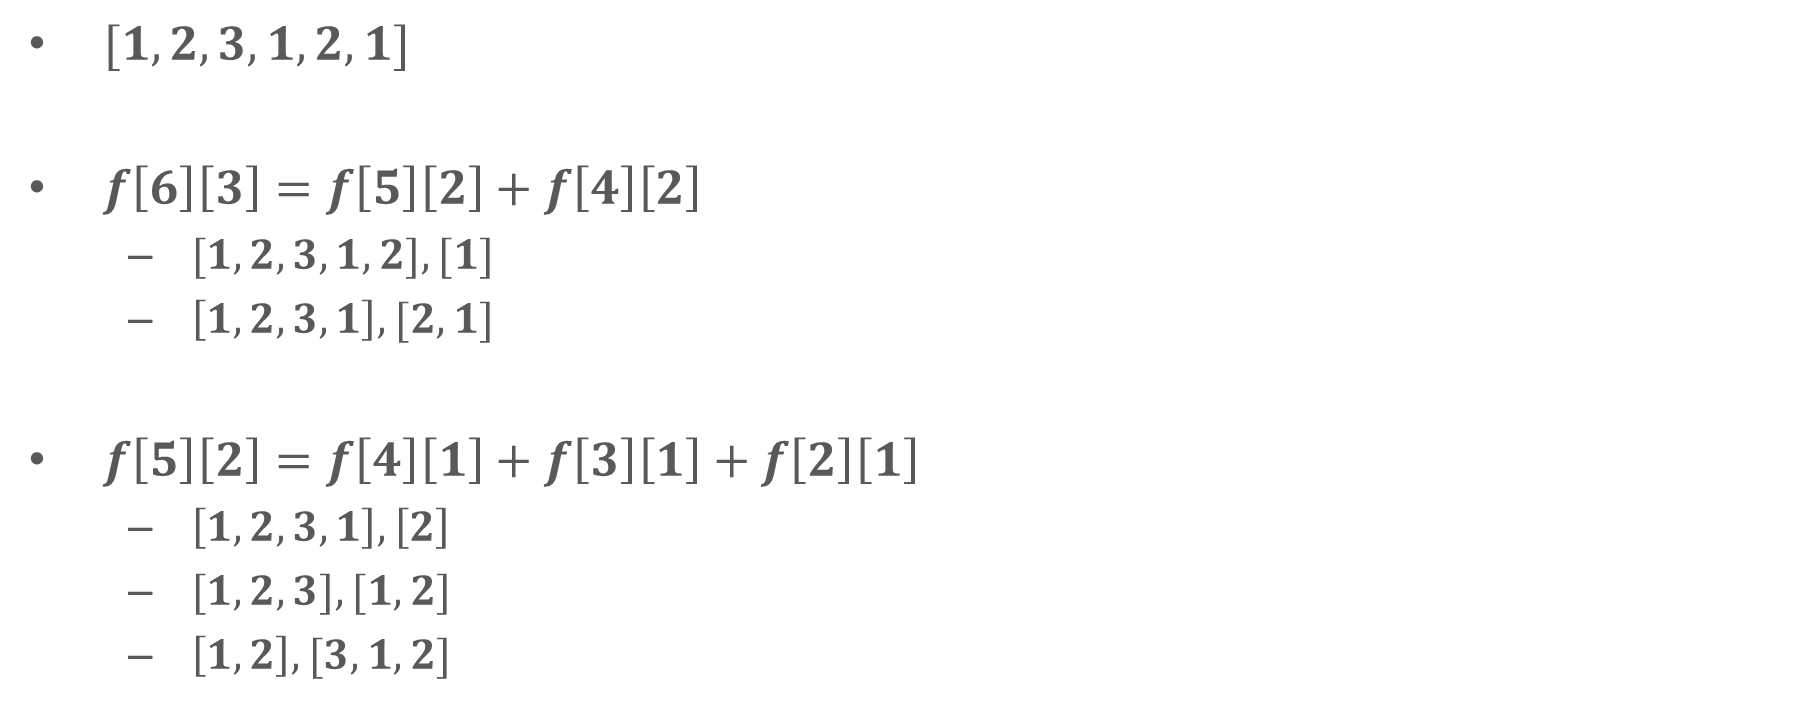 • [1, 2, 3, 1, 2, 1]
• f[6][3] = f[5][2] + f[4][2]
– [1, 2, 3, 1, 2], [1]
– [1, 2, 3, 1], [2, 1]
• f[5][2] = f[4][1] + f[3][1] + f[2][1]
– [1, 2, 3, 1], [2]
– [1, 2, 3], [1, 2]
– [1, 2], [3, 1, 2]